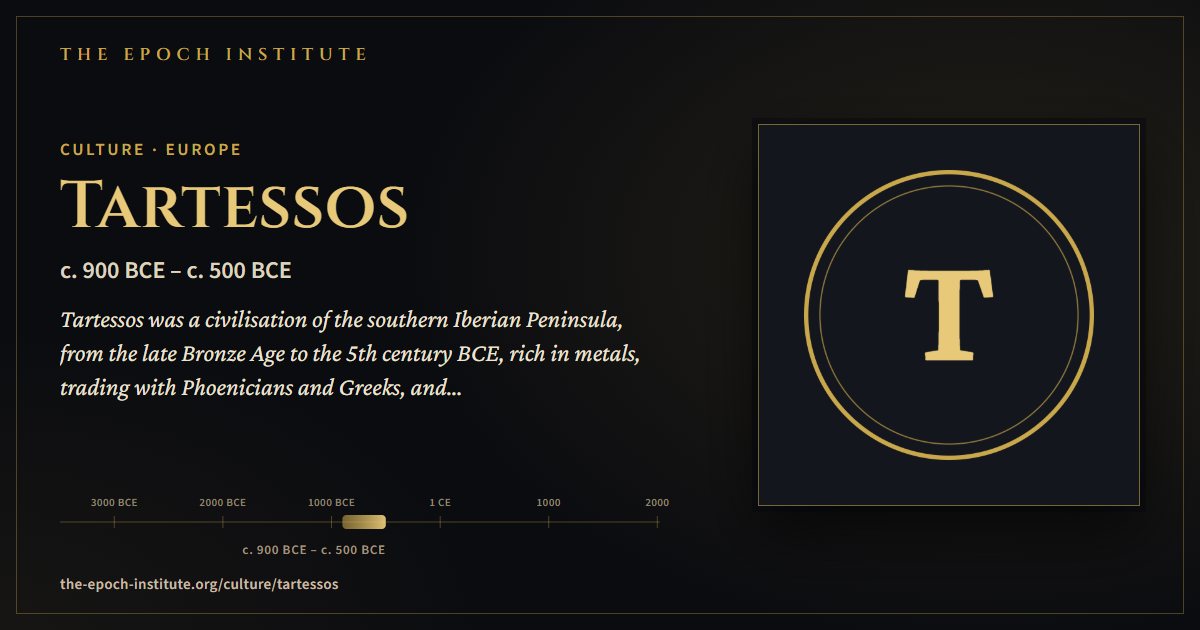 THE EPOCH INSTITUTE
CULTURE · EUROPE
TARTESSOS
c. 900 BCE – c. 500 BCE
Tartessos was a civilisation of the southern Iberian Peninsula,
from the late Bronze Age to the 5th century BCE, rich in metals,
trading with Phoenicians and Greeks, and...
T
3000 BCE 2000 BCE 1000 BCE 1 CE 1000 2000
c. 900 BCE – c. 500 BCE
the-epoch-institute.org/culture/tartessos